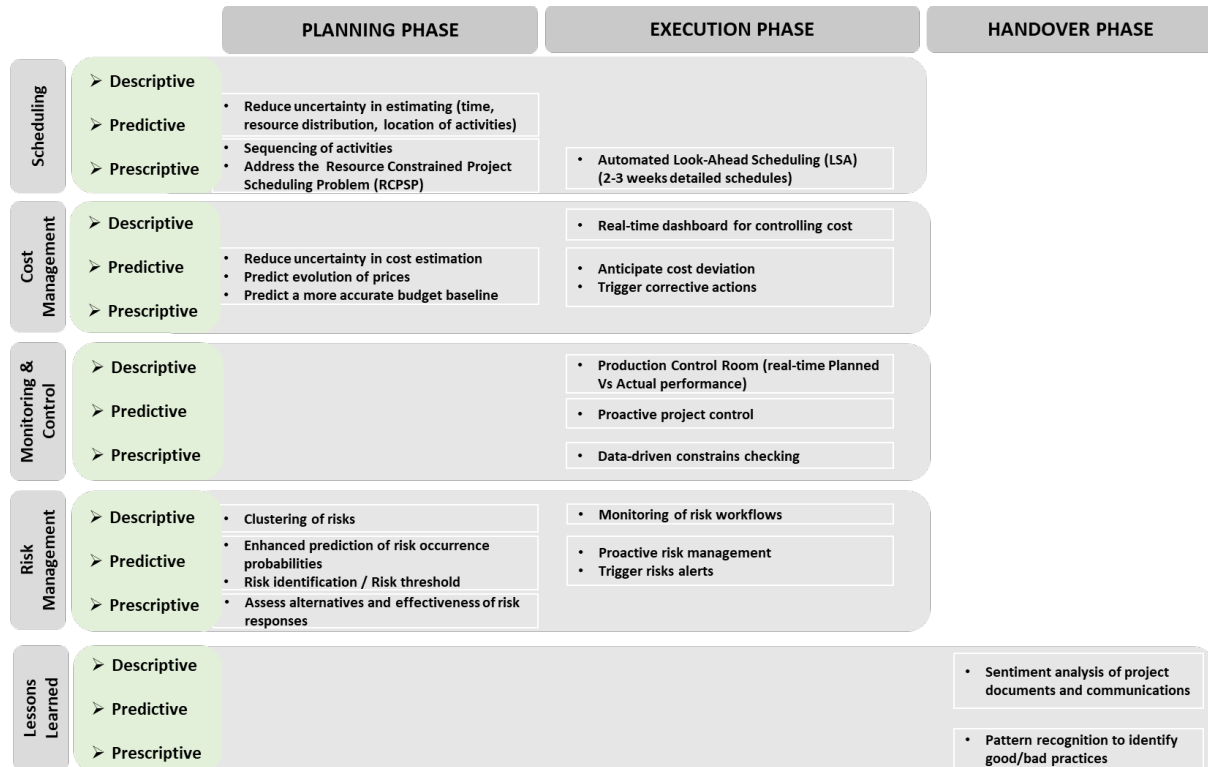 PLANNING PHASE
EXECUTION PHASE
HANDOVER PHASE
Scheduling
➢ Descriptive
➢ Predictive
➢ Prescriptive
• Reduce uncertainty in estimating (time,
resource distribution, location of activities)
• Sequencing of activities
• Address the Resource Constrained Project
Scheduling Problem (RCPSP)
• Automated Look-Ahead Scheduling (LSA)
(2-3 weeks detailed schedules)
Cost
Management
➢ Descriptive
➢ Predictive
➢ Prescriptive
• Reduce uncertainty in cost estimation
• Predict evolution of prices
• Predict a more accurate budget baseline
• Real-time dashboard for controlling cost
• Anticipate cost deviation
• Trigger corrective actions
Monitoring &
Control
➢ Descriptive
➢ Predictive
➢ Prescriptive
• Production Control Room (real-time Planned
Vs Actual performance)
• Proactive project control
• Data-driven constrains checking
Risk
Management
➢ Descriptive
➢ Predictive
➢ Prescriptive
• Clustering of risks
• Enhanced prediction of risk occurrence
probabilities
• Risk identification / Risk threshold
• Assess alternatives and effectiveness of risk
responses
• Monitoring of risk workflows
• Proactive risk management
• Trigger risks alerts
Lessons
Learned
➢ Descriptive
➢ Predictive
➢ Prescriptive
• Sentiment analysis of project
documents and communications
• Pattern recognition to identify
good/bad practices